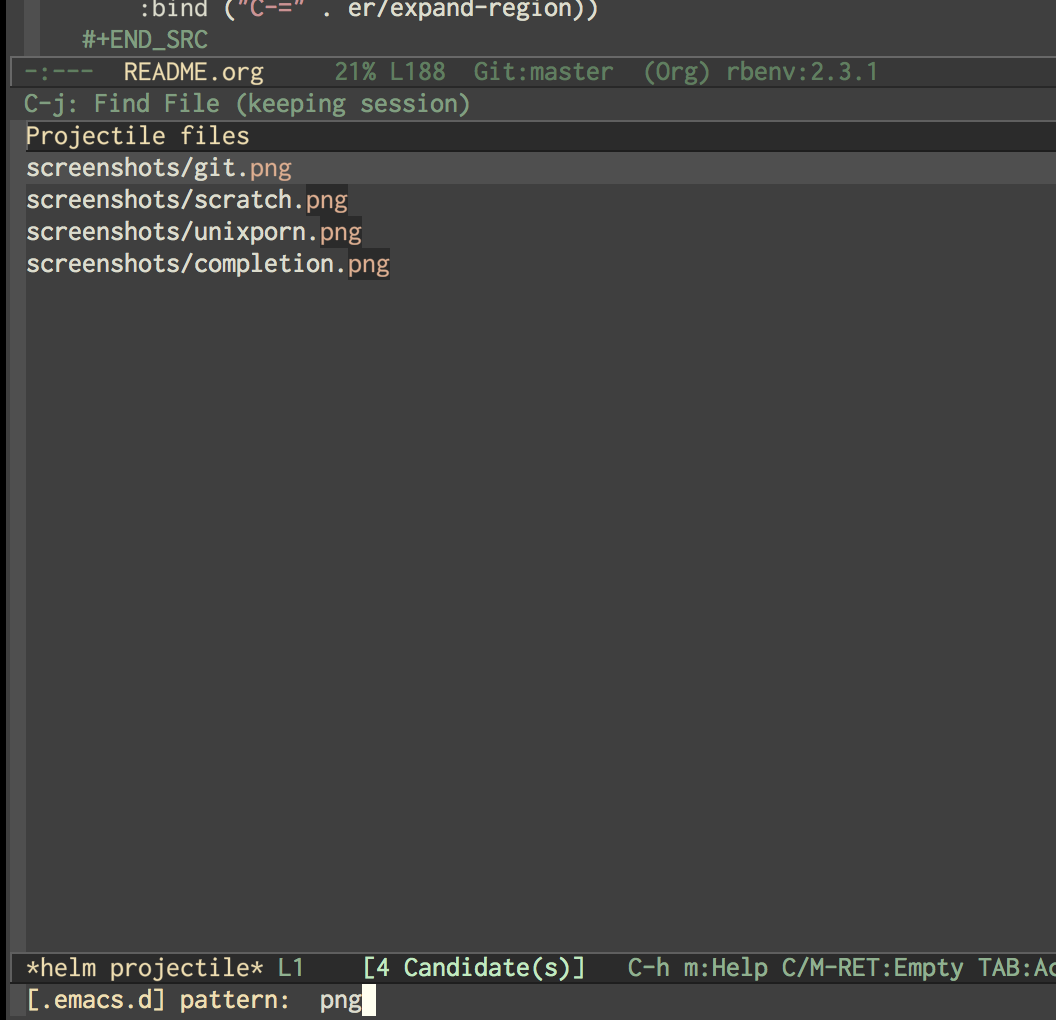 :bind ("C-=" . er/expand-region))
#+END_SRC
-:--- README.org 21% L188 Git:master (Org) rbenv:2.3.1
C-j: Find File (keeping session)
Projectile files
screenshots/git.png
screenshots/scratch.png
screenshots/unixporn.png
screenshots/completion.png
*helm projectile* L1 [4 Candidate(s)] C-h m:Help C/M-RET:Empty TAB:Ac
[.emacs.d] pattern: png